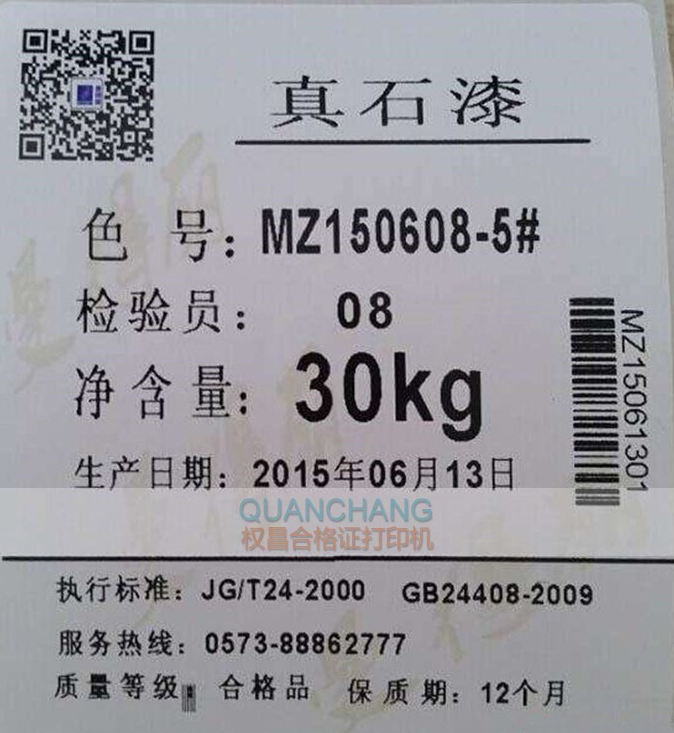 真石漆
色 号：MZ150608-5#
检验员：08
净含量：30kg
生产日期：2015年06月13日
MZ15061301
QUANCHANG
权昌合格证打印机
执行标准：JG/T24-2000 GB24408-2009
服务热线：0573-88862777
质量等级 合格品 保质期：12个月